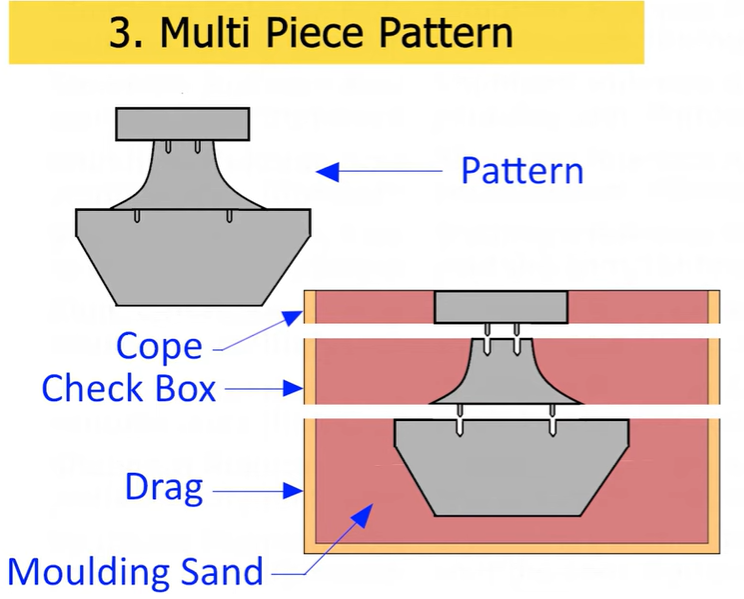 3. Multi Piece Pattern
Pattern
Cope
Check Box
Drag
Moulding Sand